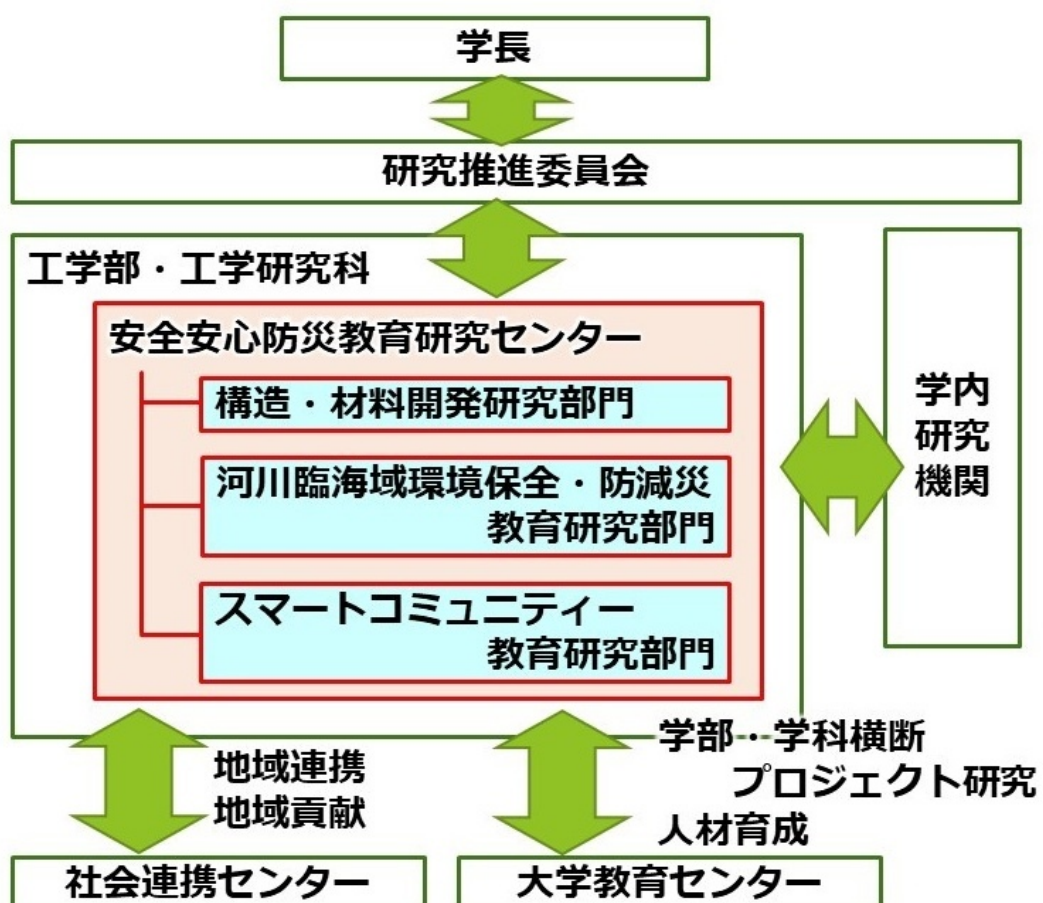 学長
研究推進委員会
工学部・工学研究科
安全安心防災教育研究センター
構造・材料開発研究部門
河川臨海域環境保全・防減災
教育研究部門
スマートコミュニティー
教育研究部門
学内
研究
機関
地域連携
地域貢献
学部・学科横断
プロジェクト研究
人材育成
社会連携センター
大学教育センター